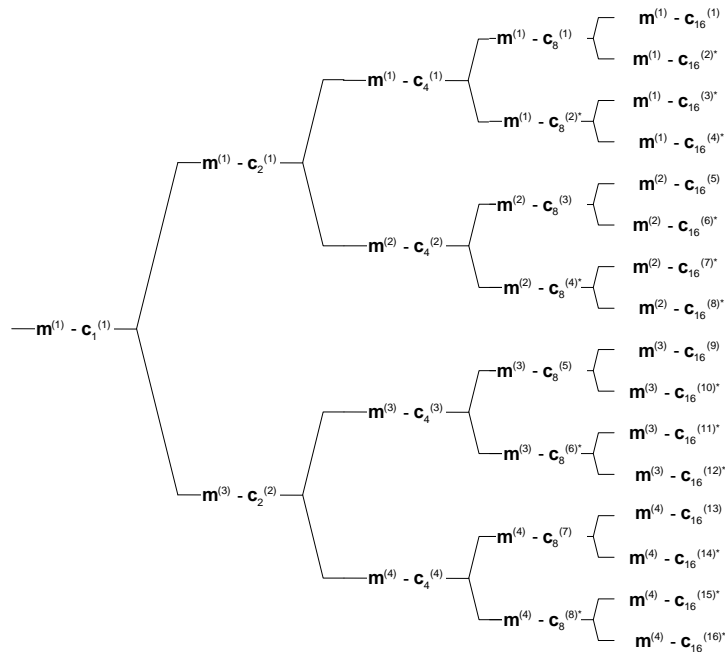 m⁽¹⁾ - c₁₆⁽¹⁾
m⁽¹⁾ - c₈⁽¹⁾
m⁽¹⁾ - c₁₆⁽²⁾*
m⁽¹⁾ - c₄⁽¹⁾
m⁽¹⁾ - c₁₆⁽³⁾*
m⁽¹⁾ - c₈⁽²⁾*
m⁽¹⁾ - c₁₆⁽⁴⁾*
m⁽¹⁾ - c₂⁽¹⁾
m⁽²⁾ - c₁₆⁽⁵⁾
m⁽²⁾ - c₈⁽³⁾
m⁽²⁾ - c₁₆⁽⁶⁾*
m⁽²⁾ - c₄⁽²⁾
m⁽²⁾ - c₁₆⁽⁷⁾*
m⁽²⁾ - c₈⁽⁴⁾*
m⁽²⁾ - c₁₆⁽⁸⁾*
m⁽¹⁾ - c₁⁽¹⁾
m⁽³⁾ - c₁₆⁽⁹⁾
m⁽³⁾ - c₈⁽⁵⁾
m⁽³⁾ - c₁₆⁽¹⁰⁾*
m⁽³⁾ - c₄⁽³⁾
m⁽³⁾ - c₁₆⁽¹¹⁾*
m⁽³⁾ - c₈⁽⁶⁾*
m⁽³⁾ - c₁₆⁽¹²⁾*
m⁽³⁾ - c₂⁽²⁾
m⁽⁴⁾ - c₁₆⁽¹³⁾
m⁽⁴⁾ - c₈⁽⁷⁾
m⁽⁴⁾ - c₁₆⁽¹⁴⁾*
m⁽⁴⁾ - c₄⁽⁴⁾
m⁽⁴⁾ - c₁₆⁽¹⁵⁾*
m⁽⁴⁾ - c₈⁽⁸⁾*
m⁽⁴⁾ - c₁₆⁽¹⁶⁾*